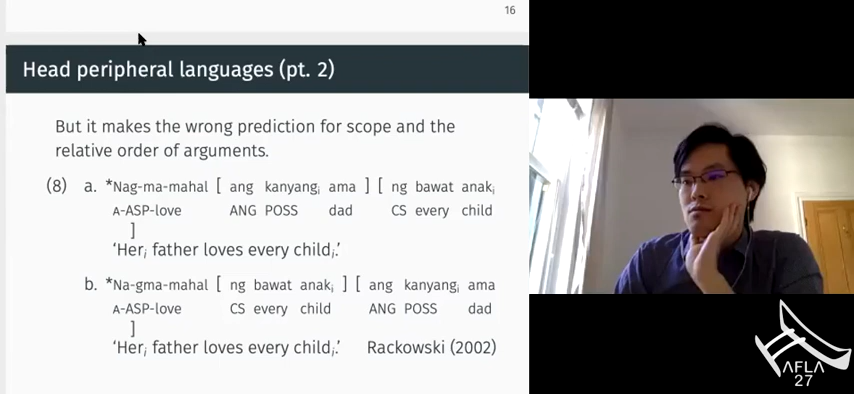 16
Head peripheral languages (pt. 2)
But it makes the wrong prediction for scope and the
relative order of arguments.
(8) a. *Nag-ma-mahal [ ang kanyangᵢ ama ] [ ng bawat anakᵢ
A-ASP-love ANG POSS dad CS every child
]
‘Herᵢ father loves every childᵢ.’
b. *Na-gma-mahal [ ng bawat anakᵢ ] [ ang kanyangᵢ ama
A-ASP-love CS every child ANG POSS dad
]
‘Herᵢ father loves every childᵢ.’ Rackowski (2002)
AFLA
27